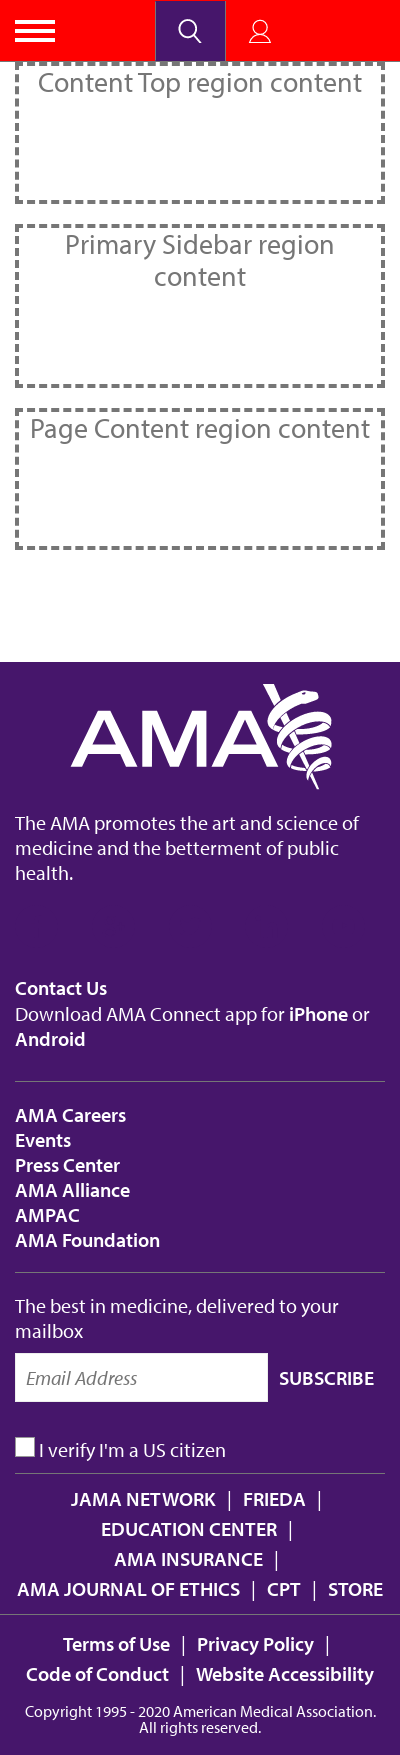 Content Top region content
Primary Sidebar region
content
Page Content region content
AMA
The AMA promotes the art and science of
medicine and the betterment of public
health.
Contact Us
Download AMA Connect app for iPhone or
Android
AMA Careers
Events
Press Center
AMA Alliance
AMPAC
AMA Foundation
The best in medicine, delivered to your
mailbox
Email Address SUBSCRIBE
I verify I'm a US citizen
JAMA NETWORK | FRIEDA |
EDUCATION CENTER |
AMA INSURANCE |
AMA JOURNAL OF ETHICS | CPT | STORE
Terms of Use | Privacy Policy |
Code of Conduct | Website Accessibility
Copyright 1995 - 2020 American Medical Association.
All rights reserved.